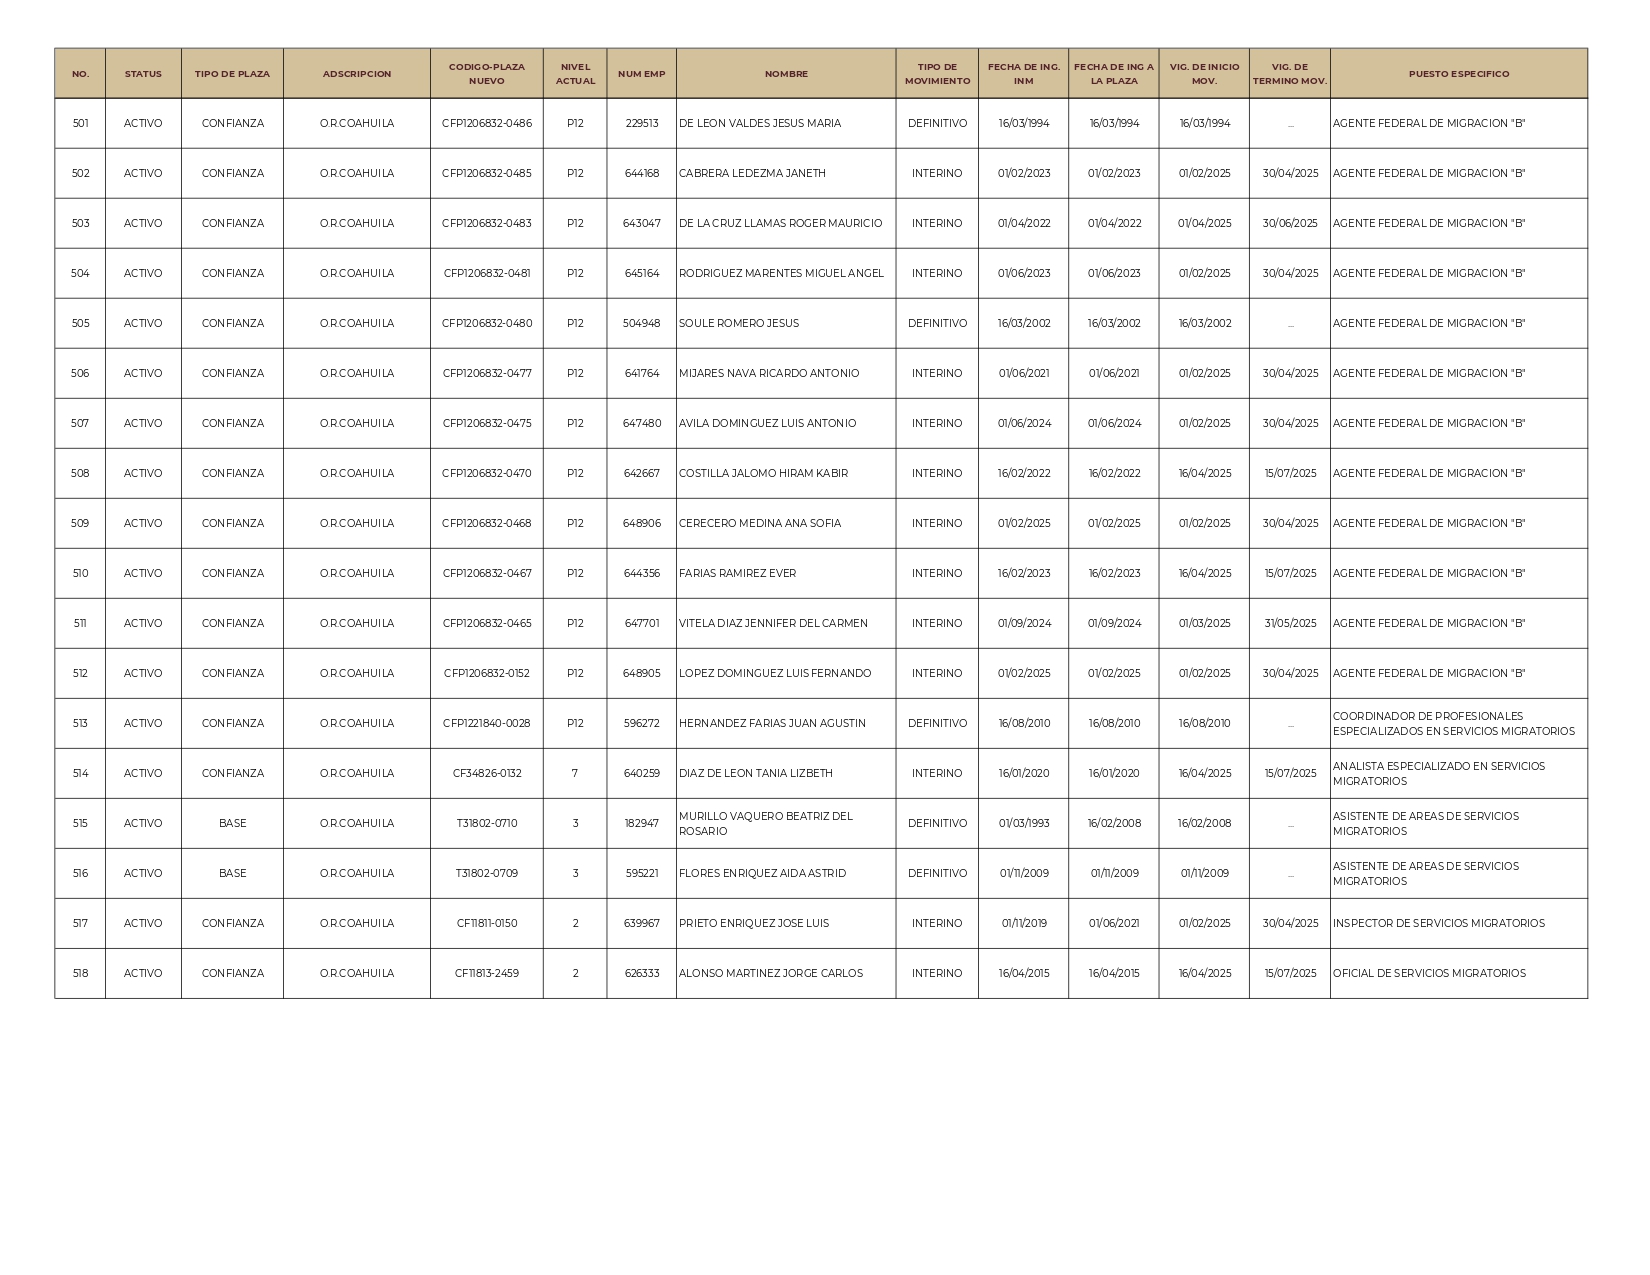 NO. STATUS TIPO DE PLAZA ADSCRIPCION CODIGO-PLAZA NUEVO NIVEL ACTUAL NUM EMP NOMBRE TIPO DE MOVIMIENTO FECHA DE ING. INM FECHA DE ING A LA PLAZA VIG. DE INICIO MOV. VIG. DE TERMINO MOV. PUESTO ESPECIFICO
501 ACTIVO CONFIANZA O.R.COAHUILA CFP1206832-0486 P12 229513 DE LEON VALDES JESUS MARIA DEFINITIVO 16/03/1994 16/03/1994 16/03/1994 ... AGENTE FEDERAL DE MIGRACION "B"
502 ACTIVO CONFIANZA O.R.COAHUILA CFP1206832-0485 P12 644168 CABRERA LEDEZMA JANETH INTERINO 01/02/2023 01/02/2023 01/02/2025 30/04/2025 AGENTE FEDERAL DE MIGRACION "B"
503 ACTIVO CONFIANZA O.R.COAHUILA CFP1206832-0483 P12 643047 DE LA CRUZ LLAMAS ROGER MAURICIO INTERINO 01/04/2022 01/04/2022 01/04/2025 30/06/2025 AGENTE FEDERAL DE MIGRACION "B"
504 ACTIVO CONFIANZA O.R.COAHUILA CFP1206832-0481 P12 645164 RODRIGUEZ MARENTES MIGUEL ANGEL INTERINO 01/06/2023 01/06/2023 01/02/2025 30/04/2025 AGENTE FEDERAL DE MIGRACION "B"
505 ACTIVO CONFIANZA O.R.COAHUILA CFP1206832-0480 P12 504948 SOULE ROMERO JESUS DEFINITIVO 16/03/2002 16/03/2002 16/03/2002 ... AGENTE FEDERAL DE MIGRACION "B"
506 ACTIVO CONFIANZA O.R.COAHUILA CFP1206832-0477 P12 641764 MIJARES NAVA RICARDO ANTONIO INTERINO 01/06/2021 01/06/2021 01/02/2025 30/04/2025 AGENTE FEDERAL DE MIGRACION "B"
507 ACTIVO CONFIANZA O.R.COAHUILA CFP1206832-0475 P12 647480 AVILA DOMINGUEZ LUIS ANTONIO INTERINO 01/06/2024 01/06/2024 01/02/2025 30/04/2025 AGENTE FEDERAL DE MIGRACION "B"
508 ACTIVO CONFIANZA O.R.COAHUILA CFP1206832-0470 P12 642667 COSTILLA JALOMO HIRAM KABIR INTERINO 16/02/2022 16/02/2022 16/04/2025 15/07/2025 AGENTE FEDERAL DE MIGRACION "B"
509 ACTIVO CONFIANZA O.R.COAHUILA CFP1206832-0468 P12 648906 CERECERO MEDINA ANA SOFIA INTERINO 01/02/2025 01/02/2025 01/02/2025 30/04/2025 AGENTE FEDERAL DE MIGRACION "B"
510 ACTIVO CONFIANZA O.R.COAHUILA CFP1206832-0467 P12 644356 FARIAS RAMIREZ EVER INTERINO 16/02/2023 16/02/2023 16/04/2025 15/07/2025 AGENTE FEDERAL DE MIGRACION "B"
511 ACTIVO CONFIANZA O.R.COAHUILA CFP1206832-0465 P12 647701 VITELA DIAZ JENNIFER DEL CARMEN INTERINO 01/09/2024 01/09/2024 01/03/2025 31/05/2025 AGENTE FEDERAL DE MIGRACION "B"
512 ACTIVO CONFIANZA O.R.COAHUILA CFP1206832-0152 P12 648905 LOPEZ DOMINGUEZ LUIS FERNANDO INTERINO 01/02/2025 01/02/2025 01/02/2025 30/04/2025 AGENTE FEDERAL DE MIGRACION "B"
513 ACTIVO CONFIANZA O.R.COAHUILA CFP1221840-0028 P12 596272 HERNANDEZ FARIAS JUAN AGUSTIN DEFINITIVO 16/08/2010 16/08/2010 16/08/2010 ... COORDINADOR DE PROFESIONALES ESPECIALIZADOS EN SERVICIOS MIGRATORIOS
514 ACTIVO CONFIANZA O.R.COAHUILA CF34826-0132 7 640259 DIAZ DE LEON TANIA LIZBETH INTERINO 16/01/2020 16/01/2020 16/04/2025 15/07/2025 ANALISTA ESPECIALIZADO EN SERVICIOS MIGRATORIOS
515 ACTIVO BASE O.R.COAHUILA T31802-0710 3 182947 MURILLO VAQUERO BEATRIZ DEL ROSARIO DEFINITIVO 01/03/1993 16/02/2008 16/02/2008 ... ASISTENTE DE AREAS DE SERVICIOS MIGRATORIOS
516 ACTIVO BASE O.R.COAHUILA T31802-0709 3 595221 FLORES ENRIQUEZ AIDA ASTRID DEFINITIVO 01/11/2009 01/11/2009 01/11/2009 ... ASISTENTE DE AREAS DE SERVICIOS MIGRATORIOS
517 ACTIVO CONFIANZA O.R.COAHUILA CF11811-0150 2 639967 PRIETO ENRIQUEZ JOSE LUIS INTERINO 01/11/2019 01/06/2021 01/02/2025 30/04/2025 INSPECTOR DE SERVICIOS MIGRATORIOS
518 ACTIVO CONFIANZA O.R.COAHUILA CF11813-2459 2 626333 ALONSO MARTINEZ JORGE CARLOS INTERINO 16/04/2015 16/04/2015 16/04/2025 15/07/2025 OFICIAL DE SERVICIOS MIGRATORIOS